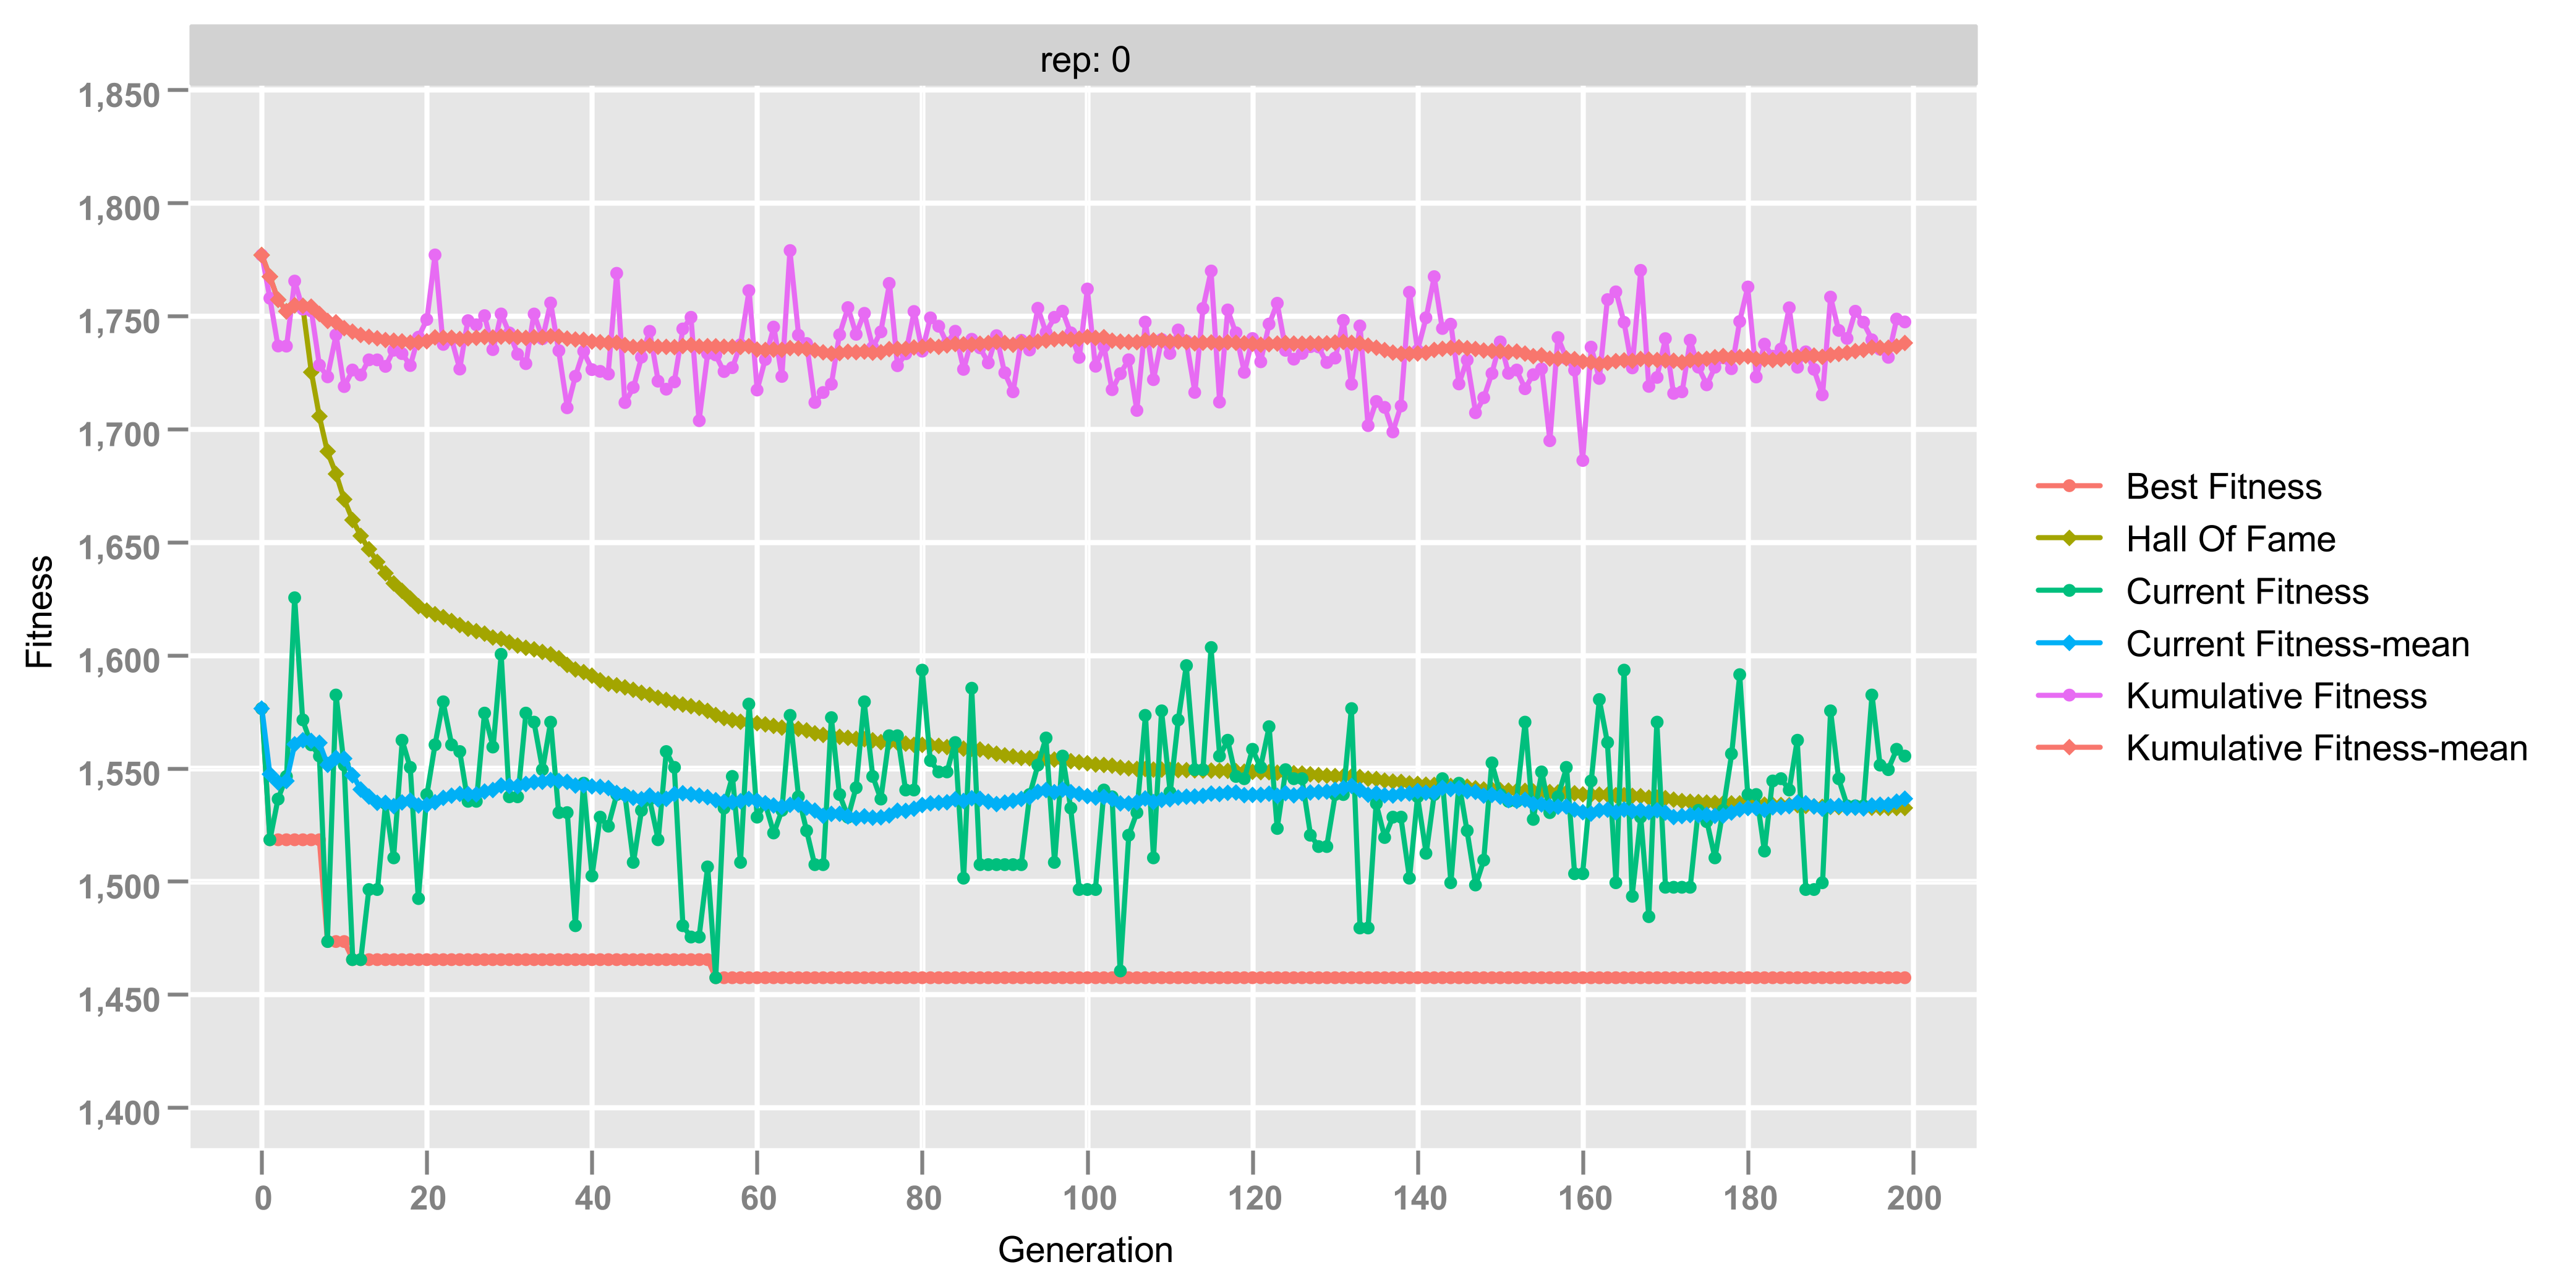 rep: 0
1,850
1,800
1,750
1,700
1,650
1,600
1,550
1,500
1,450
1,400
Fitness
0 20 40 60 80 100 120 140 160 180 200
Generation
Best Fitness
Hall Of Fame
Current Fitness
Current Fitness-mean
Kumulative Fitness
Kumulative Fitness-mean